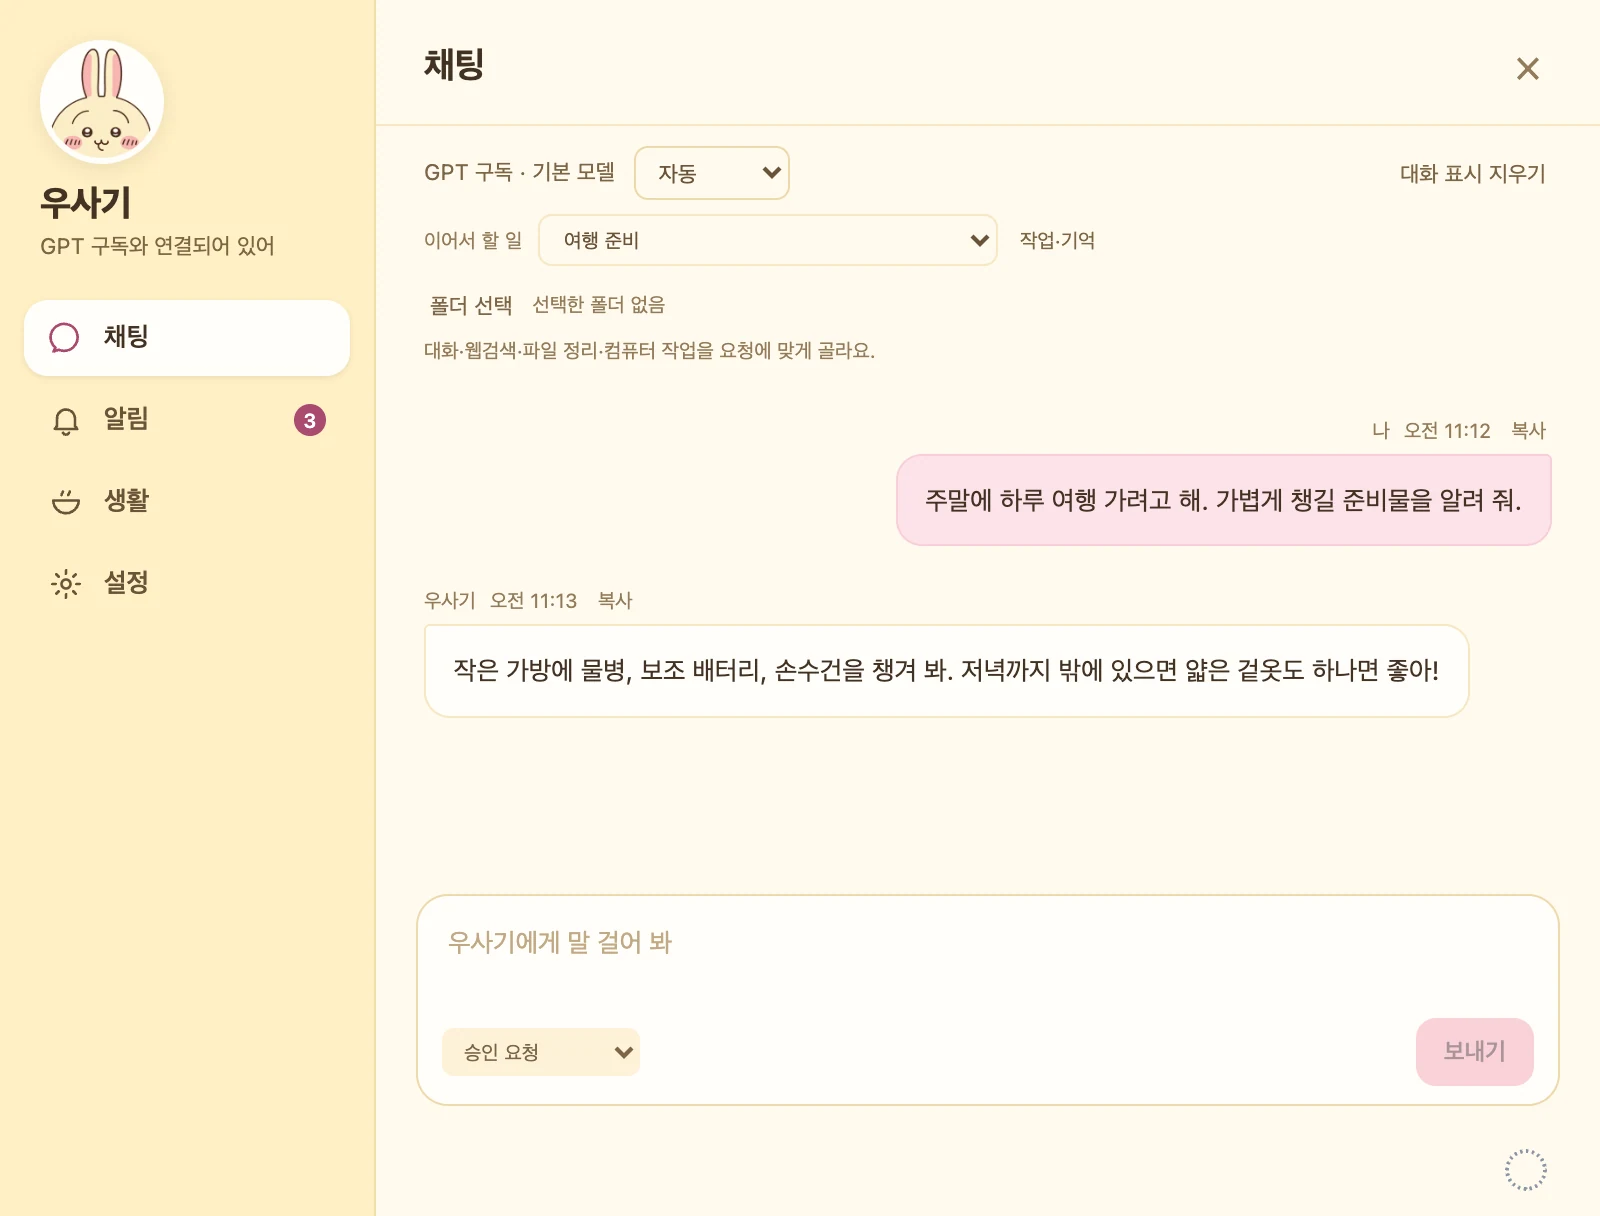 우사기
GPT 구독와 연결되어 있어
채팅
알림 3
생활
설정
채팅
GPT 구독 · 기본 모델 자동 대화 표시 지우기
이어서 할 일 여행 준비 작업·기억
폴더 선택 선택한 폴더 없음
대화·웹검색·파일 정리·컴퓨터 작업을 요청에 맞게 골라요.
나 오전 11:12 복사
주말에 하루 여행 가려고 해. 가볍게 챙길 준비물을 알려 줘.
우사기 오전 11:13 복사
작은 가방에 물병, 보조 배터리, 손수건을 챙겨 봐. 저녁까지 밖에 있으면 얇은 겉옷도 하나면 좋아!
우사기에게 말 걸어 봐
승인 요청 보내기